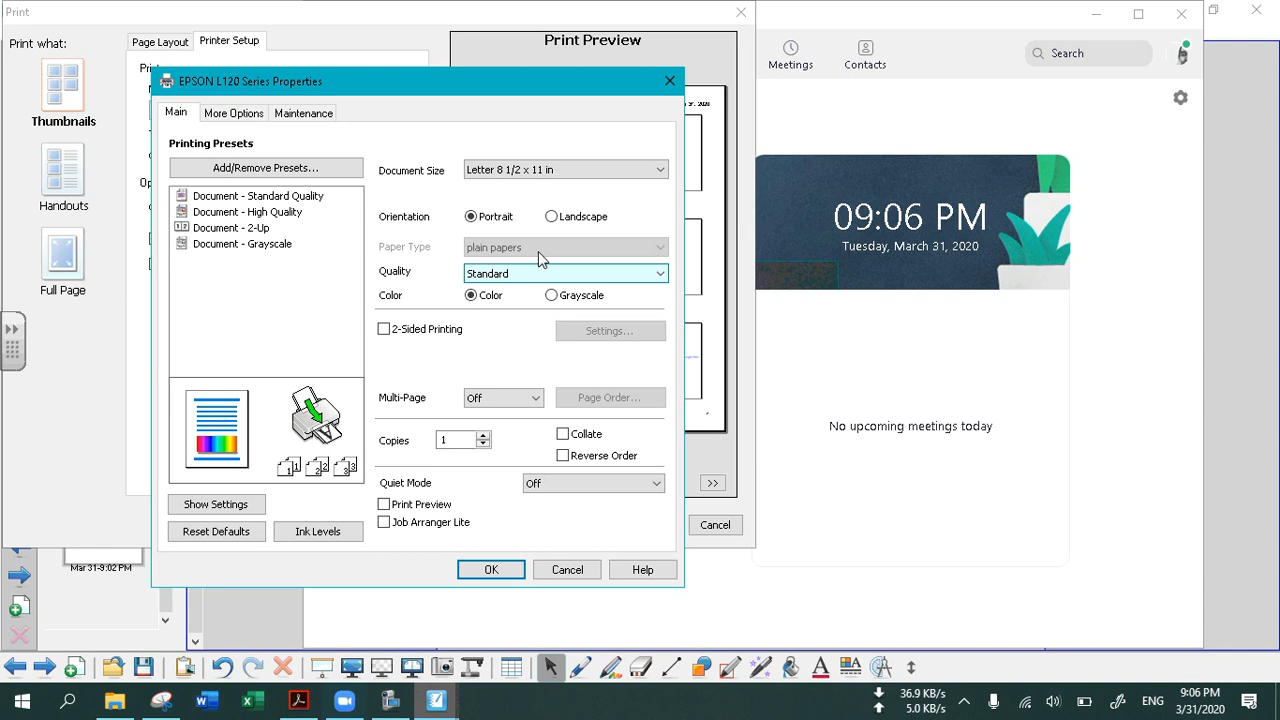 Print
Print what:
Thumbnails
Handouts
Full Page
Page Layout
Printer Setup
Print Preview
EPSON L120 Series Properties
Main
More Options
Maintenance
Printing Presets
Add/Remove Presets...
Document - Standard Quality
Document - High Quality
Document - 2-Up
Document - Grayscale
Document Size
Letter 8 1/2 x 11 in
Orientation
Portrait
Landscape
Paper Type
plain papers
Quality
Standard
Color
Color
Grayscale
2-Sided Printing
Settings...
Multi-Page
Off
Page Order...
Copies
1
Collate
Reverse Order
Quiet Mode
Off
Print Preview
Job Arranger Lite
Show Settings
Reset Defaults
Ink Levels
OK
Cancel
Help
>>
Cancel
Mar 31-9:02 PM
Meetings
Contacts
Search
09:06 PM
Tuesday, March 31, 2020
No upcoming meetings today
36.9 KB/s
5.0 KB/s
ENG
9:06 PM
3/31/2020